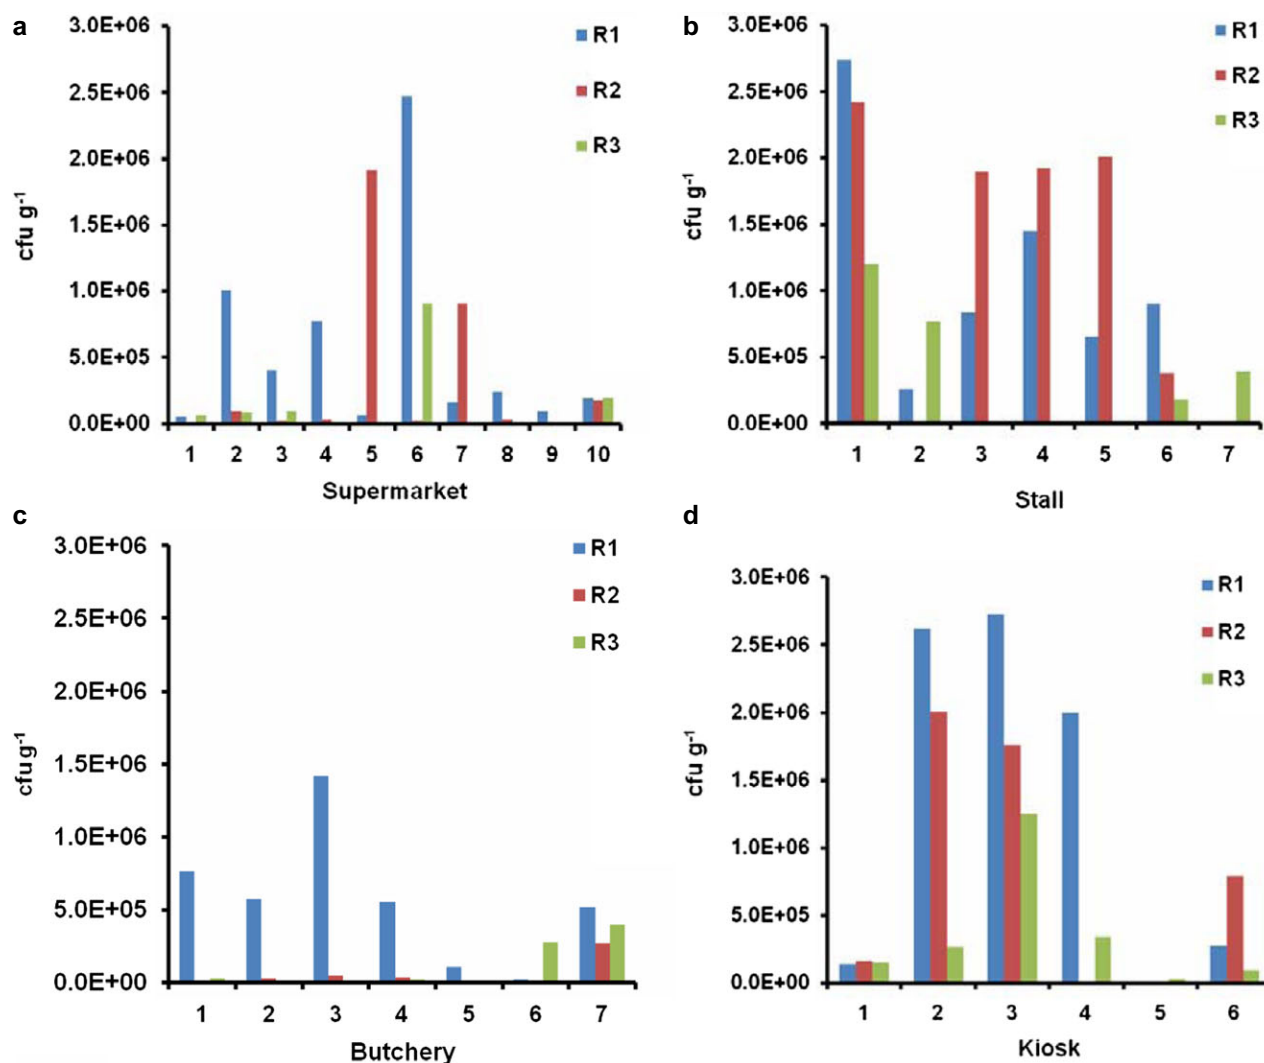 a
3.0E+06
2.5E+06
2.0E+06
1.5E+06
1.0E+06
5.0E+05
0.0E+00
cfu g⁻¹
R1
R2
R3
1 2 3 4 5 6 7 8 9 10
Supermarket
b
3.0E+06
2.5E+06
2.0E+06
1.5E+06
1.0E+06
5.0E+05
0.0E+00
cfu g⁻¹
R1
R2
R3
1 2 3 4 5 6 7
Stall
c
3.0E+06
2.5E+06
2.0E+06
1.5E+06
1.0E+06
5.0E+05
0.0E+00
cfu g⁻¹
R1
R2
R3
1 2 3 4 5 6 7
Butchery
d
3.0E+06
2.5E+06
2.0E+06
1.5E+06
1.0E+06
5.0E+05
0.0E+00
cfu g⁻¹
R1
R2
R3
1 2 3 4 5 6
Kiosk